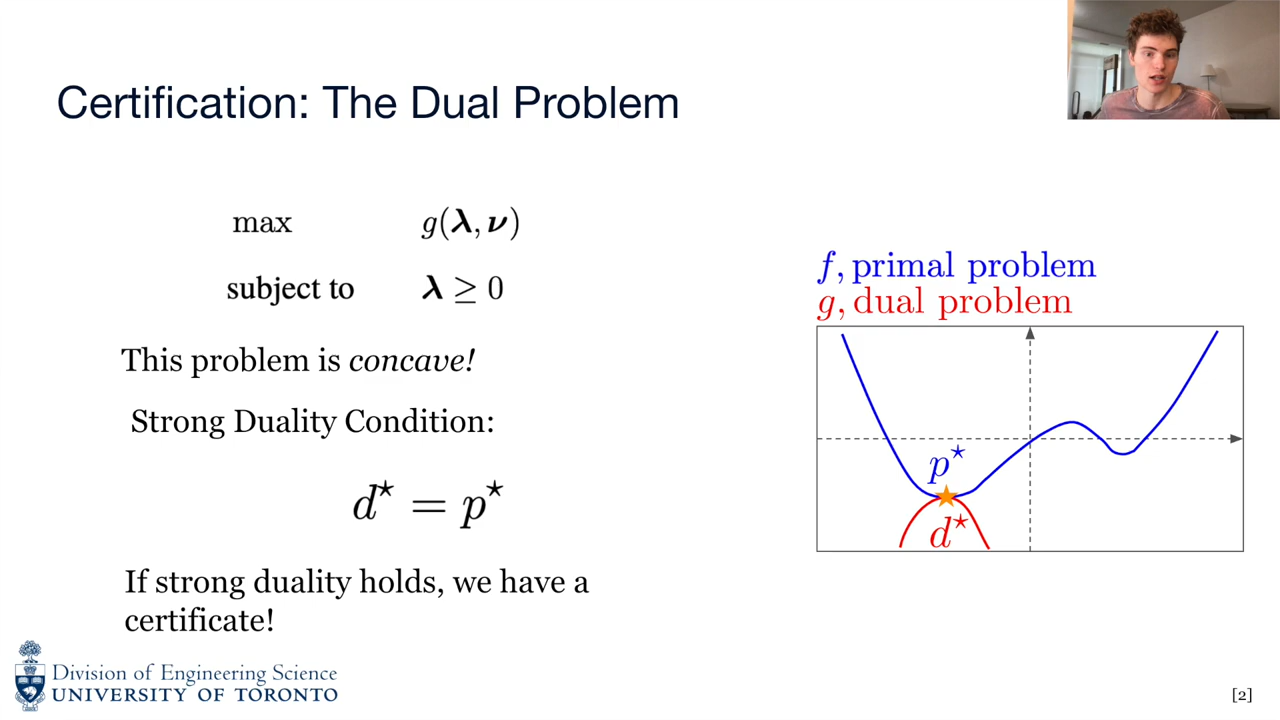 Certification: The Dual Problem
max g(λ, ν)
subject to λ ≥ 0
This problem is concave!
Strong Duality Condition:
d* = p*
If strong duality holds, we have a
certificate!
f, primal problem
g, dual problem
p*
d*
Division of Engineering Science
UNIVERSITY OF TORONTO
[2]